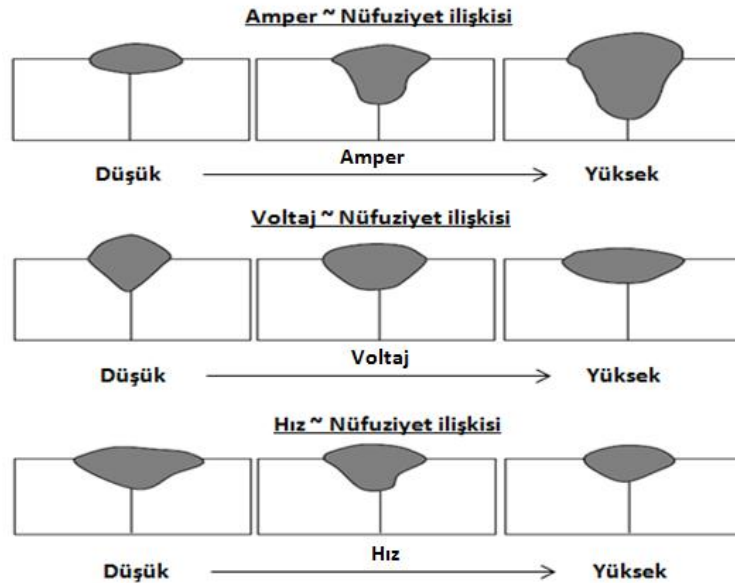 Amper ~ Nüfuziyet ilişkisi
Amper
Düşük Yüksek
Voltaj ~ Nüfuziyet ilişkisi
Voltaj
Düşük Yüksek
Hız ~ Nüfuziyet ilişkisi
Hız
Düşük Yüksek